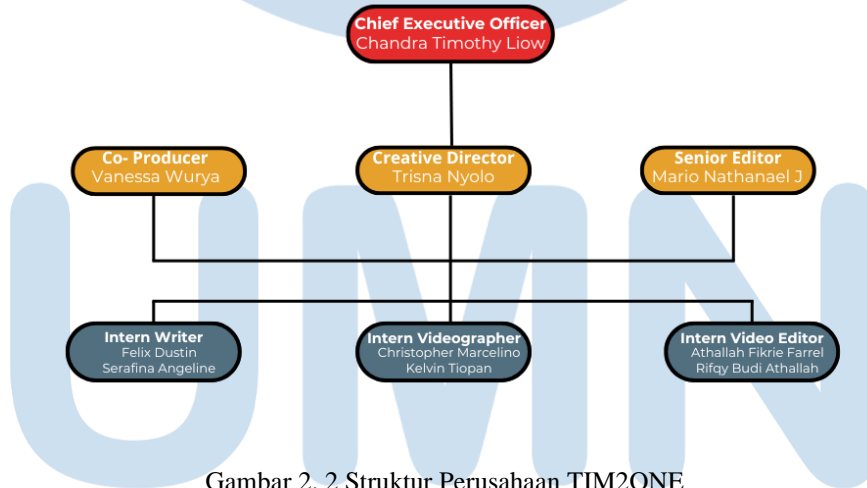 Chief Executive Officer
Chandra Timothy Liow
Co- Producer
Vanessa Wurya
Creative Director
Trisna Nyolo
Senior Editor
Mario Nathanael J
Intern Writer
Felix Dustin
Serafina Angeline
Intern Videographer
Christopher Marcelino
Kelvin Tiopan
Intern Video Editor
Athallah Fikrie Farrel
Rifqy Budi Athallah
UMN
Gambar 2. 2 Struktur Perusahaan TIM2ONE